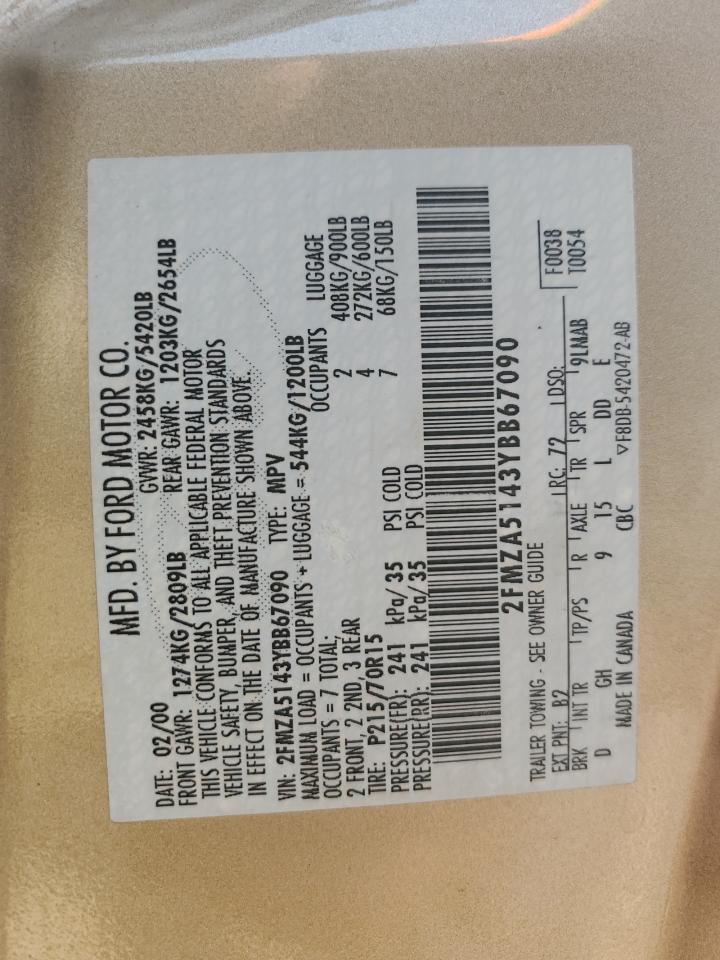 MFD. BY FORD MOTOR CO.
DATE: 02/00 GVWR: 2458KG/5420LB
FRONT GAWR: 1274KG/2809LB REAR GAWR: 1203KG/2654LB
THIS VEHICLE CONFORMS TO ALL APPLICABLE FEDERAL MOTOR
VEHICLE SAFETY, BUMPER, AND THEFT PREVENTION STANDARDS
IN EFFECT ON THE DATE OF MANUFACTURE SHOWN ABOVE.
VIN: 2FMZA5143YBB67090 TYPE: MPV
MAXIMUM LOAD = OCCUPANTS + LUGGAGE = 544KG/1200LB
OCCUPANTS = 7 TOTAL: OCCUPANTS LUGGAGE
2 FRONT, 2 2ND, 3 REAR 2 408KG/900LB
TIRE: P215/70R15 4 272KG/600LB
PRESSURE(FR): 241 kPa/35 PSI COLD 7 68KG/150LB
PRESSURE(RR): 241 kPa/35 PSI COLD
2FMZA5143YBB67090
TRAILER TOWING - SEE OWNER GUIDE
EXT PNT: B2 RC: 72 DSO: F0038
BRK INT TR TP/PS R AXLE TR SPR 9LMAB T0054
D GH 9 15 L DD E
MADE IN CANADA CBC ▽F8DB-5420472-AB